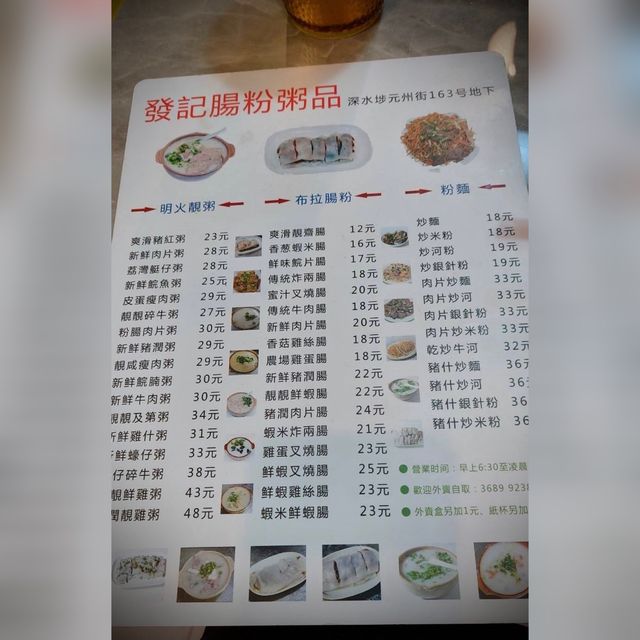 發記腸粉粥品 深水埗元州街163号地下
明火靚粥
爽滑豬紅粥 23元
新鮮肉片粥 28元
荔灣艇仔粥 28元
新鮮鯇魚粥 25元
皮蛋瘦肉粥 29元
靚靚碎牛粥 27元
粉腸肉片粥 30元
新鮮豬潤粥 29元
靚咸瘦肉粥 29元
新鮮鯇腩粥 30元
新鮮牛肉粥 30元
靚靚及第粥 34元
鮮雞什粥 31元
鮮蠔仔粥 33元
仔碎牛粥 38元
靚鮮雞粥 43元
潤靚雞粥 48元
布拉腸粉
爽滑靚齋腸 12元
香葱蝦米腸 16元
鮮味鯇片腸 17元
傳統炸兩腸 18元
蜜汁叉燒腸 20元
傳統牛肉腸 18元
新鮮肉片腸 20元
香菇雞絲腸 18元
農場雞蛋腸 18元
新鮮豬潤腸 22元
靚靚鮮蝦腸 22元
豬潤肉片腸 24元
蝦米炸兩腸 21元
雞蛋叉燒腸 23元
鮮蝦叉燒腸 25元
鮮蝦雞絲腸 23元
蝦米鮮蝦腸 23元
粉麵
炒麵 18元
炒米粉 18元
炒河粉 19元
炒銀針粉 19元
肉片炒麵 33元
肉片炒河 33元
肉片銀針粉 33元
肉片炒米粉 33元
乾炒牛河 32元
豬什炒麵 36元
豬什炒河 36
豬什銀針粉 36
豬什炒米粉 36
營業时间：早上6:30至凌晨
歡迎外賣自取：3689 923
外賣盒另加1元、紙杯另加